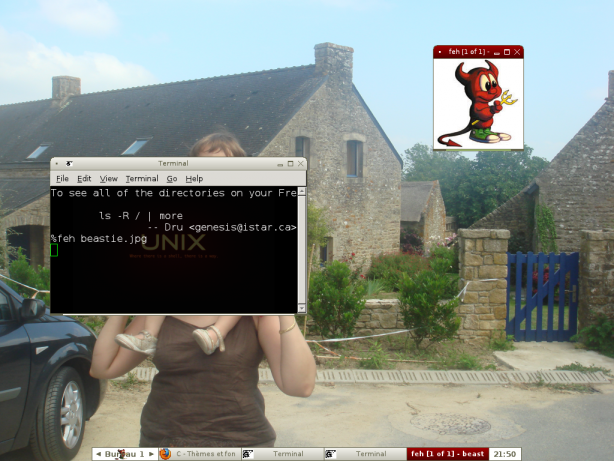 feh [1 of 1] -
Terminal
File Edit View Terminal Go Help
To see all of the directories on your Fre
ls -R / | more
-- Dru <genesis@istar.ca>
%feh beastie.jpg
UNIX
Bureau 1
C - Thèmes et fon
Terminal
Terminal
feh [1 of 1] - beast
21:50